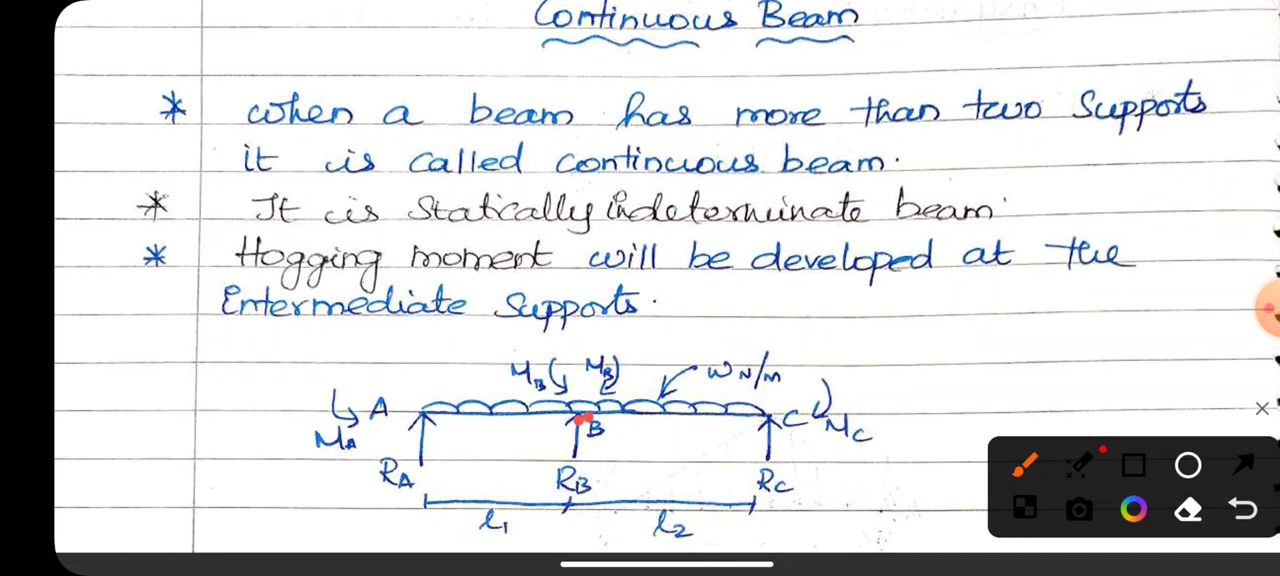 Continuous Beam
* when a beam has more than two Supports
it is called continuous beam.
* It is statically indeterminate beam.
* Hogging moment will be developed at the
Entermediate supports.
MB MB w N/m
A B C
MA MC
RA RB RC
l1 l2